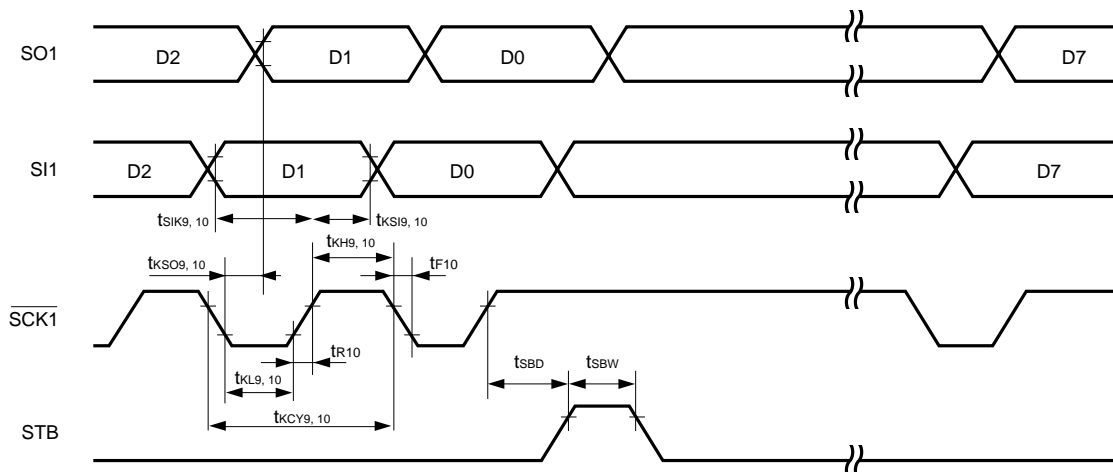 SO1
D2
D1
D0
D7
SI1
D2
D1
D0
D7
tSIK9, 10
tKSI9, 10
tKH9, 10
tKSO9, 10
tF10
SCK1
tR10
tSBD
tSBW
tKL9, 10
tKCY9, 10
STB